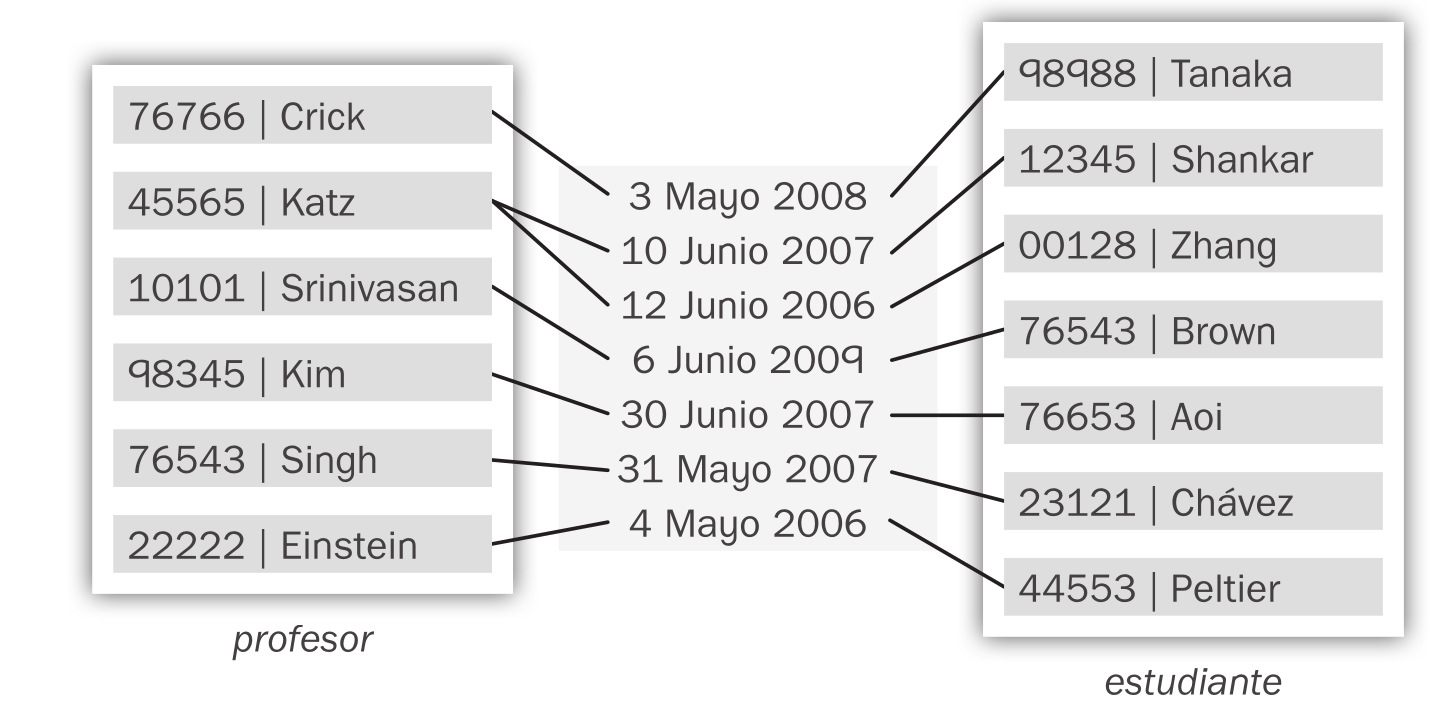 76766 | Crick
45565 | Katz
10101 | Srinivasan
98345 | Kim
76543 | Singh
22222 | Einstein
profesor
3 Mayo 2008
10 Junio 2007
12 Junio 2006
6 Junio 2009
30 Junio 2007
31 Mayo 2007
4 Mayo 2006
98988 | Tanaka
12345 | Shankar
00128 | Zhang
76543 | Brown
76653 | Aoi
23121 | Chávez
44553 | Peltier
estudiante